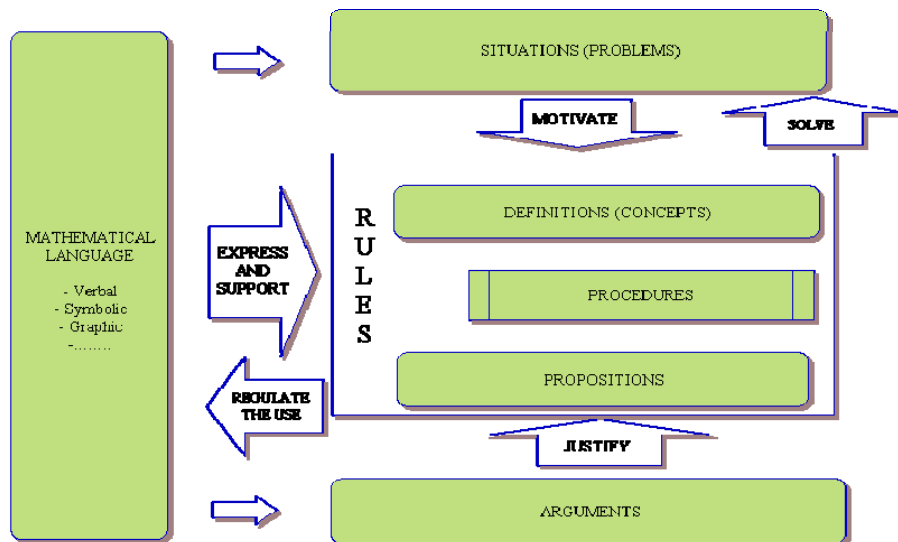 SITUATIONS (PROBLEMS)
MOTIVATE
SOLVE
MATHEMATICAL
LANGUAGE
- Verbal
- Symbolic
- Graphic
-........
EXPRESS
AND
SUPPORT
REGULATE
THE USE
RULES
DEFINITIONS (CONCEPTS)
PROCEDURES
PROPOSITIONS
JUSTIFY
ARGUMENTS